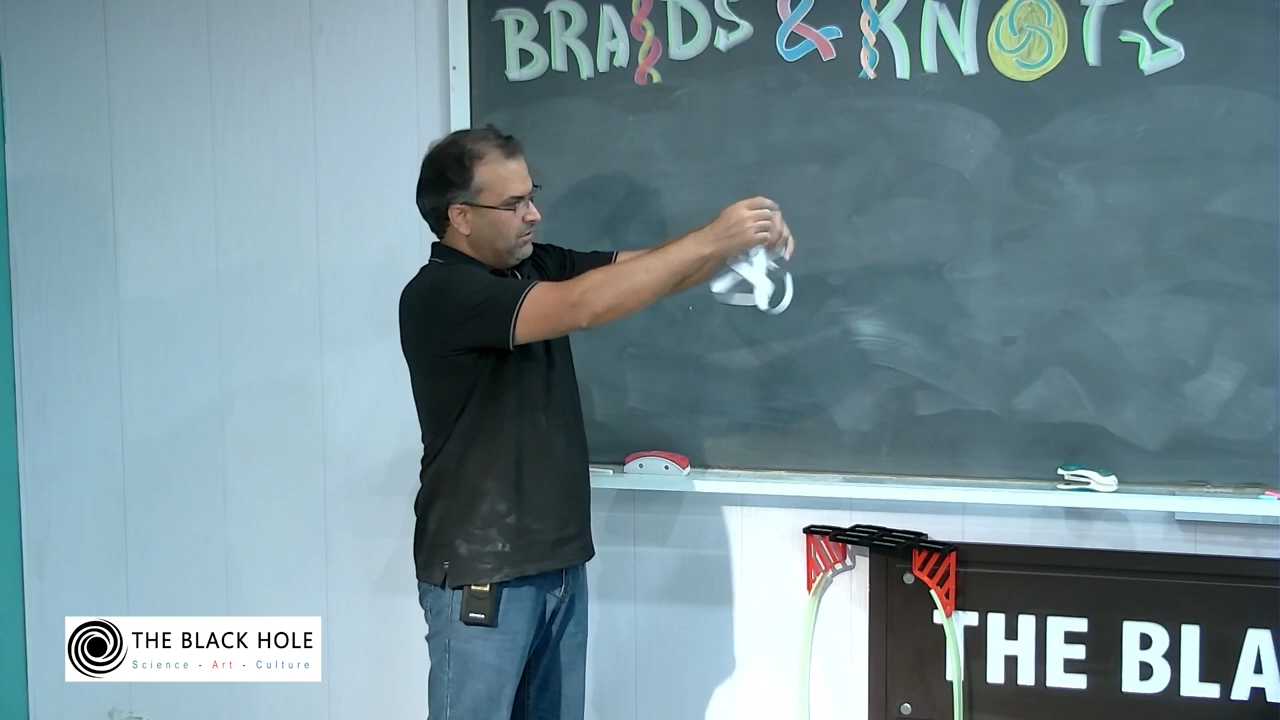 BRAIDS & KNOTS
THE BLACK HOLE
Science - Art - Culture
THE BLA